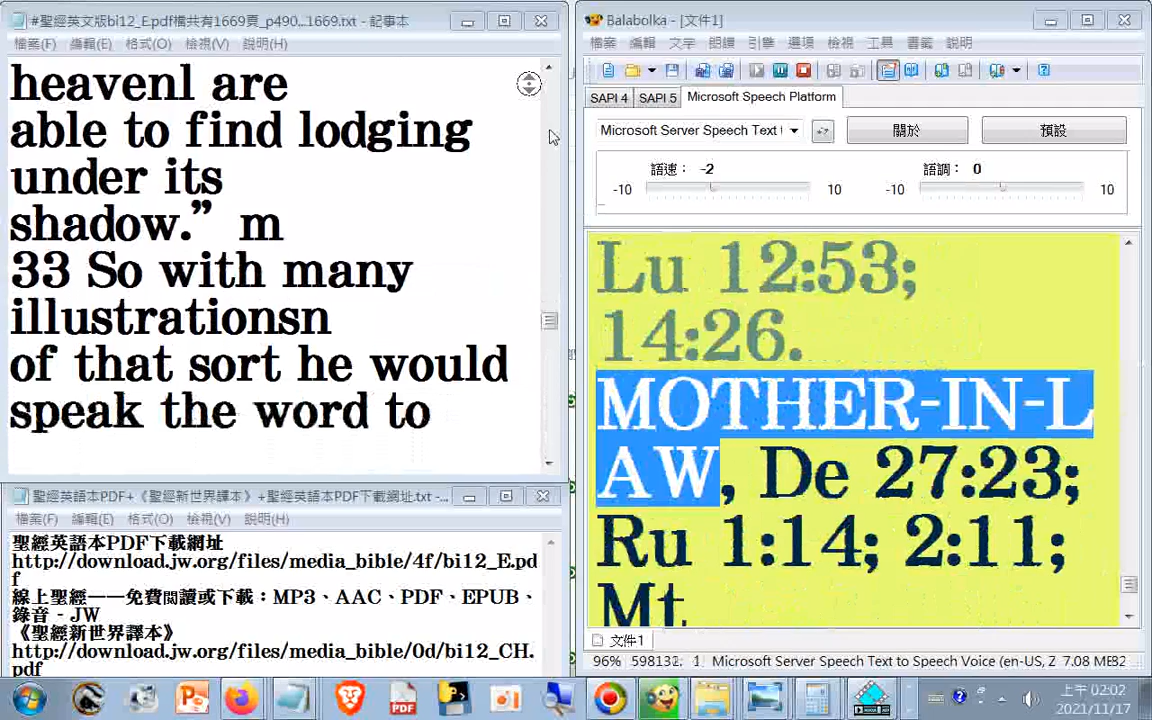 #聖經英文版bi12_E.pdf橫共有1669頁_p490...1669.txt - 記事本
檔案(F) 編輯(E) 格式(O) 檢視(V) 說明(H)
heavenl are
able to find lodging
under its
shadow.” m
33 So with many
illustrationsn
of that sort he would
speak the word to
聖經英語本PDF+《聖經新世界譯本》+聖經英語本PDF下載網址.txt - ...
檔案(F) 編輯(E) 格式(O) 檢視(V) 說明(H)
聖經英語本PDF下載網址
http://download.jw.org/files/media_bible/4f/bi12_E.pd
f
線上聖經——免費閱讀或下載：MP3、AAC、PDF、EPUB、
錄音 - JW
《聖經新世界譯本》
http://download.jw.org/files/media_bible/0d/bi12_CH.
pdf
Balabolka - [文件1]
檔案 編輯 文字 朗讀 引擎 選項 檢視 工具 書籤 說明
SAPI 4 SAPI 5 Microsoft Speech Platform
Microsoft Server Speech Text 關於 預設
語速： -2 語調： 0
-10 10 -10 10
Lu 12:53;
14:26.
MOTHER-IN-L
AW, De 27:23;
Ru 1:14; 2:11;
Mt
文件1
96% 598132: 1 Microsoft Server Speech Text to Speech Voice (en-US, Z 7.08 ME82
上午 02:02
2021/11/17